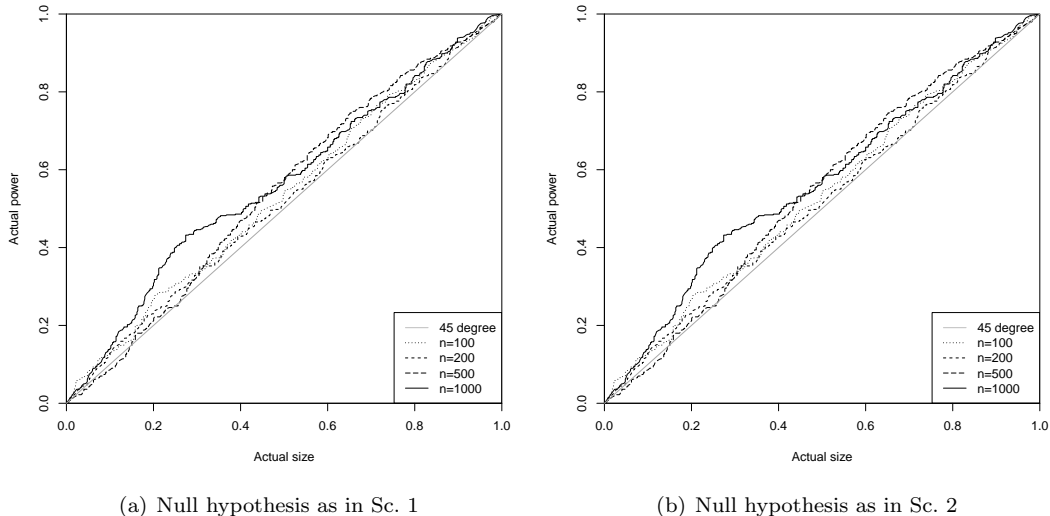 1.0
0.8
0.6
0.4
0.2
0.0
Actual power
0.0 0.2 0.4 0.6 0.8 1.0
Actual size
45 degree
n=100
n=200
n=500
n=1000
(a) Null hypothesis as in Sc. 1
1.0
0.8
0.6
0.4
0.2
0.0
Actual power
0.0 0.2 0.4 0.6 0.8 1.0
Actual size
45 degree
n=100
n=200
n=500
n=1000
(b) Null hypothesis as in Sc. 2